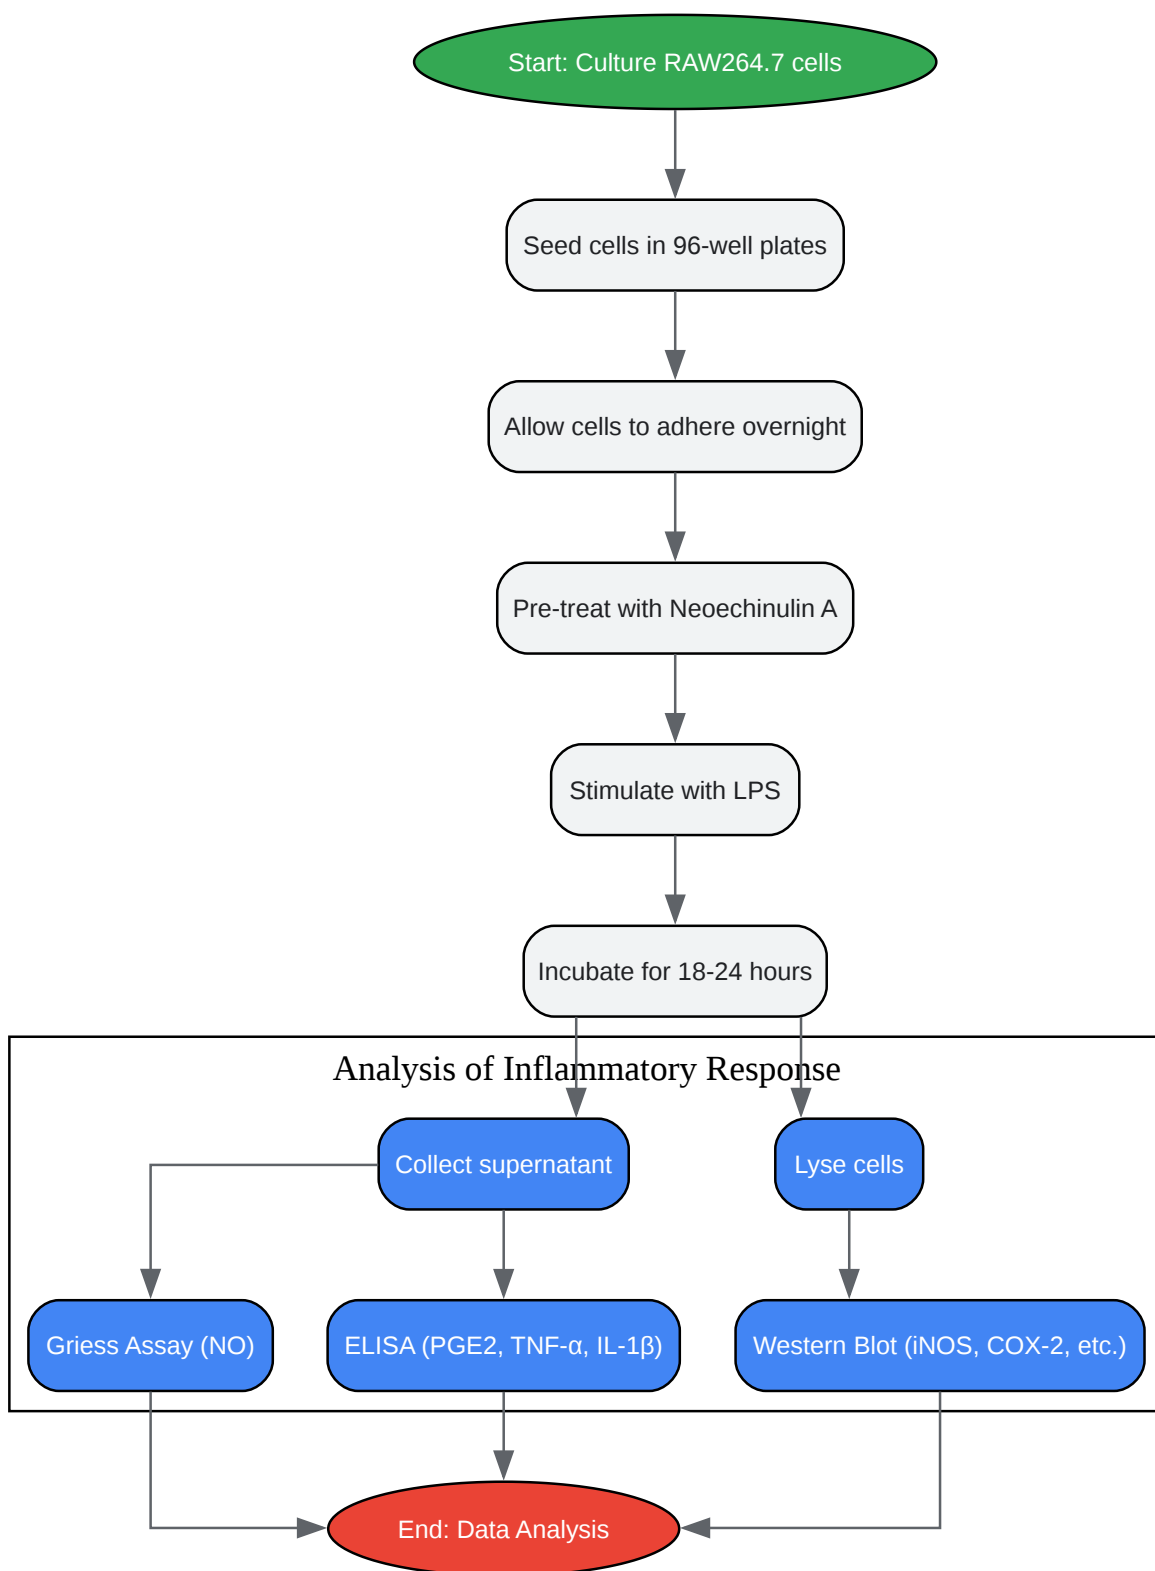 Start: Culture RAW264.7 cells
Seed cells in 96-well plates
Allow cells to adhere overnight
Pre-treat with Neoechinulin A
Stimulate with LPS
Incubate for 18-24 hours
Analysis of Inflammatory Response
Collect supernatant
Lyse cells
Griess Assay (NO)
ELISA (PGE2, TNF-α, IL-1β)
Western Blot (iNOS, COX-2, etc.)
End: Data Analysis